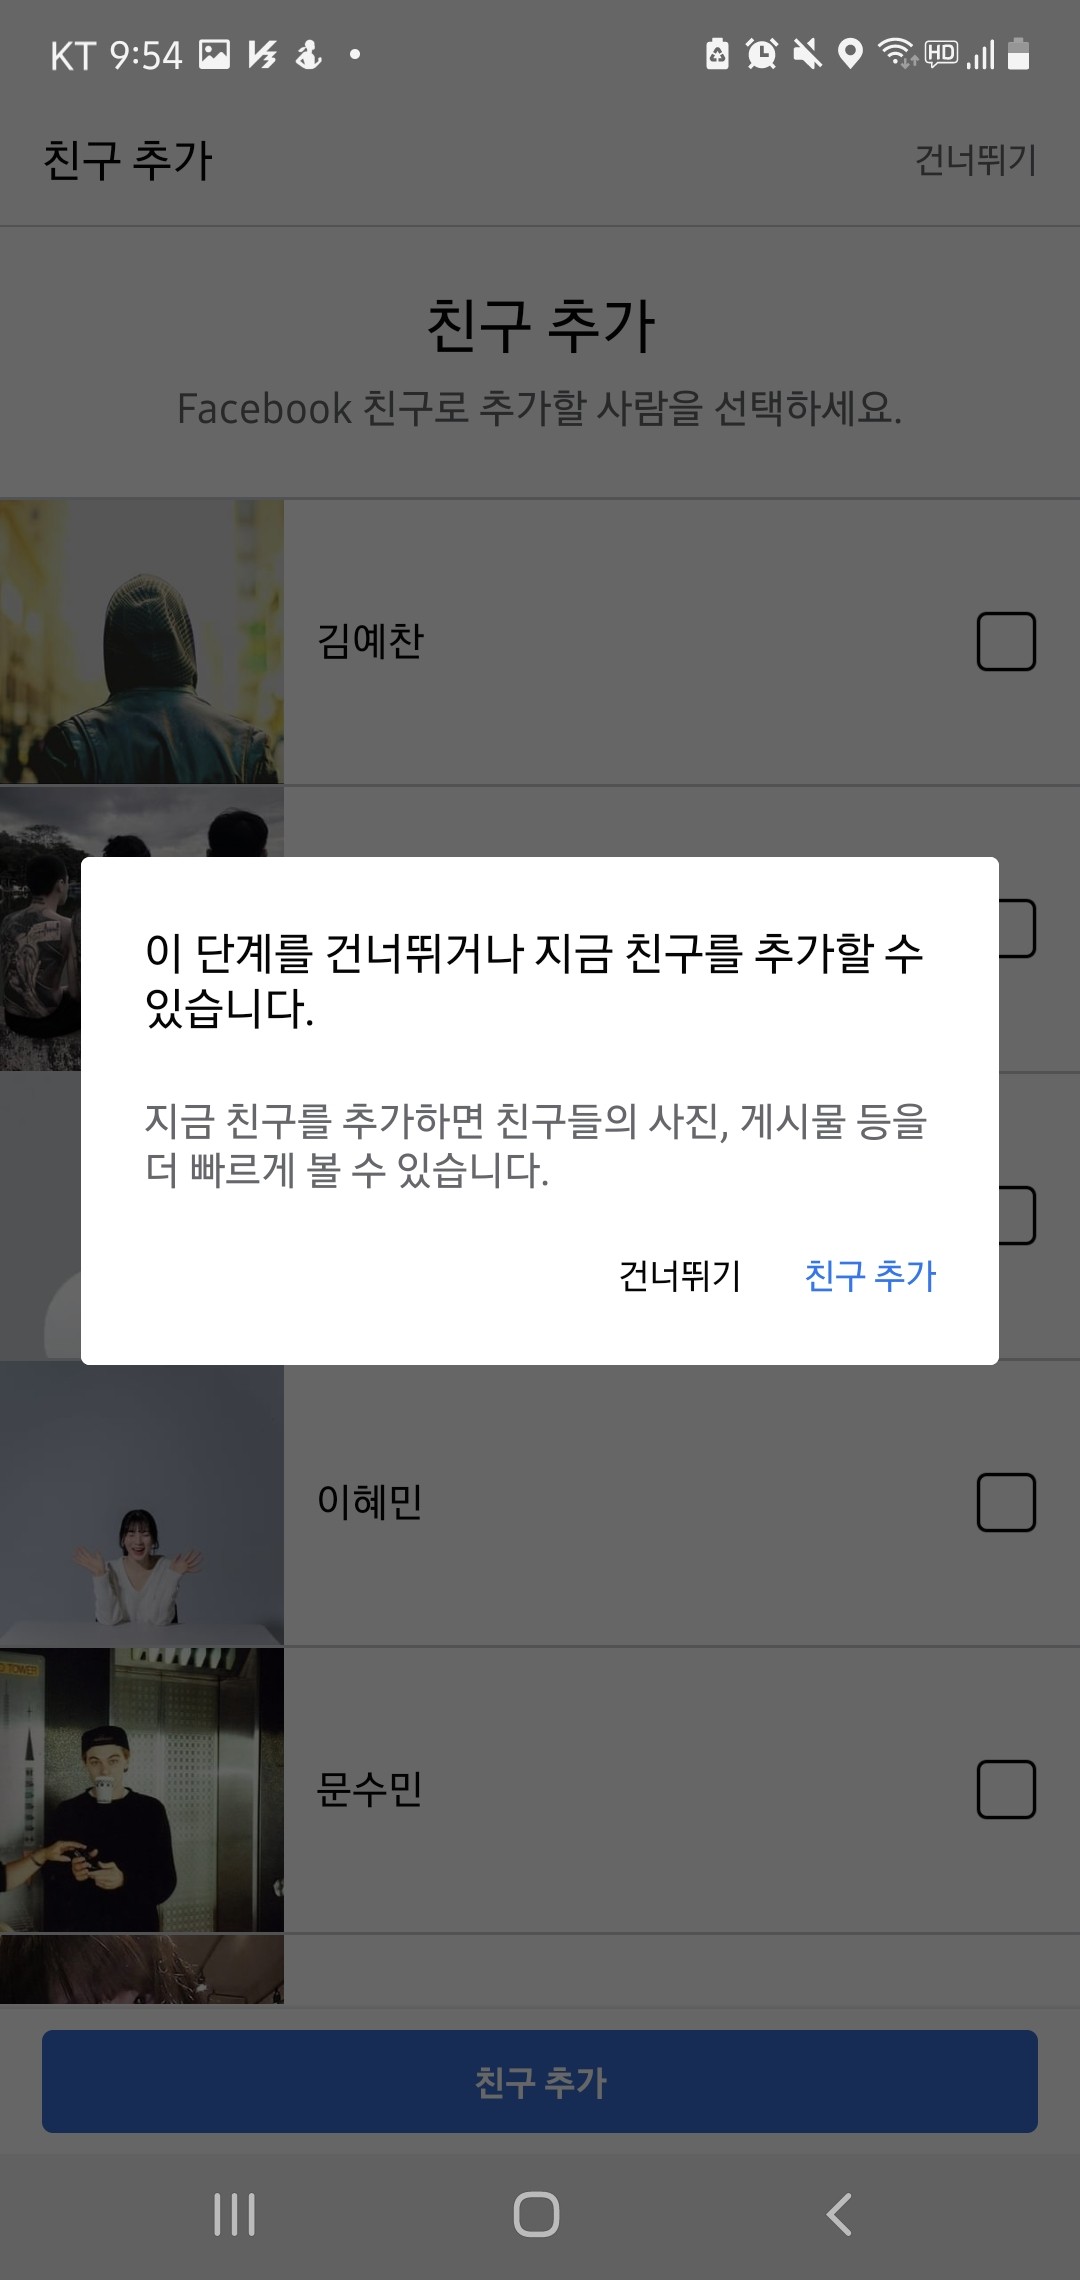 KT 9:54
HD
친구 추가
건너뛰기
친구 추가
Facebook 친구로 추가할 사람을 선택하세요.
김예찬
이 단계를 건너뛰거나 지금 친구를 추가할 수
있습니다.
지금 친구를 추가하면 친구들의 사진, 게시물 등을
더 빠르게 볼 수 있습니다.
건너뛰기
친구 추가
이혜민
TOWER
문수민
친구 추가